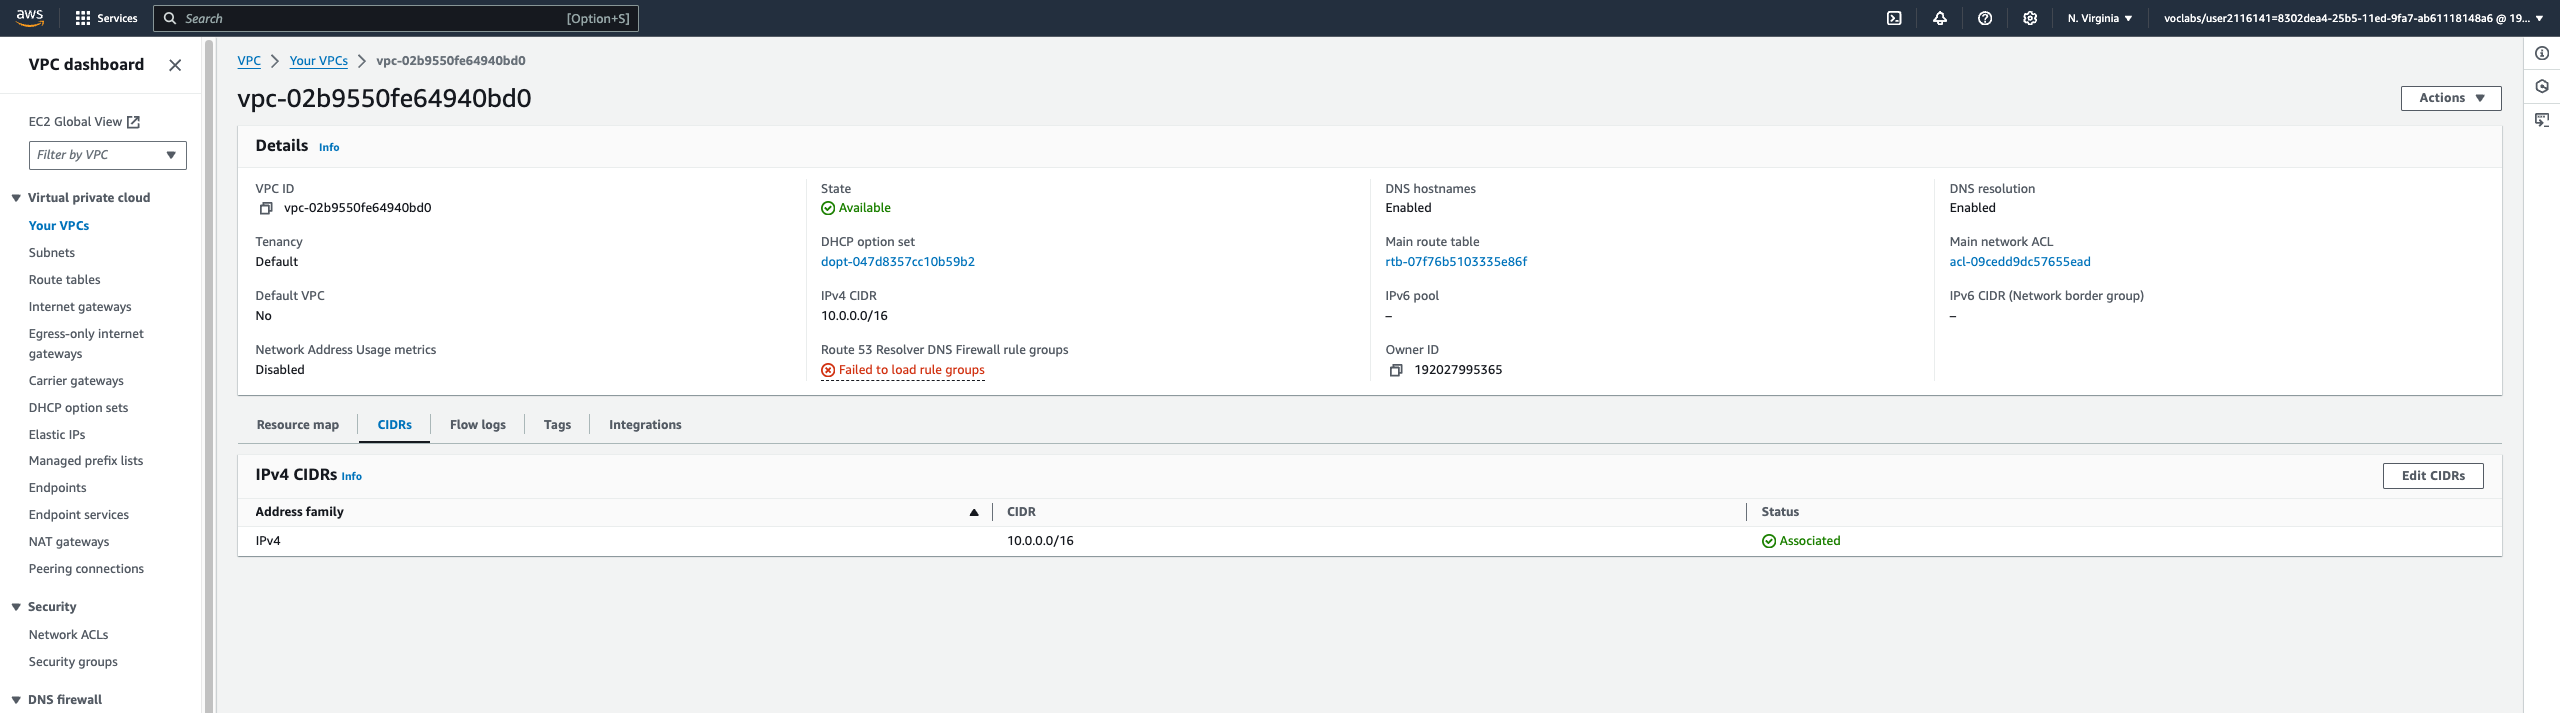 aws
Services
Search
[Option+S]
N. Virginia
voclabs/user2116141=8302dea4-25b5-11ed-9fa7-ab61118148a6 @ 19...
VPC dashboard
EC2 Global View
Filter by VPC
Virtual private cloud
Your VPCs
Subnets
Route tables
Internet gateways
Egress-only internet
gateways
Carrier gateways
DHCP option sets
Elastic IPs
Managed prefix lists
Endpoints
Endpoint services
NAT gateways
Peering connections
Security
Network ACLs
Security groups
DNS firewall
VPC
Your VPCs
vpc-02b9550fe64940bd0
vpc-02b9550fe64940bd0
Actions
Details Info
VPC ID
vpc-02b9550fe64940bd0
State
Available
DNS hostnames
Enabled
DNS resolution
Enabled
Tenancy
Default
DHCP option set
dopt-047d8357cc10b59b2
Main route table
rtb-07f76b5103335e86f
Main network ACL
acl-09cedd9dc57655ead
Default VPC
No
IPv4 CIDR
10.0.0.0/16
IPv6 pool
–
IPv6 CIDR (Network border group)
–
Network Address Usage metrics
Disabled
Route 53 Resolver DNS Firewall rule groups
Failed to load rule groups
Owner ID
192027995365
Resource map
CIDRs
Flow logs
Tags
Integrations
IPv4 CIDRs Info
Edit CIDRs
Address family
CIDR
Status
IPv4
10.0.0.0/16
Associated